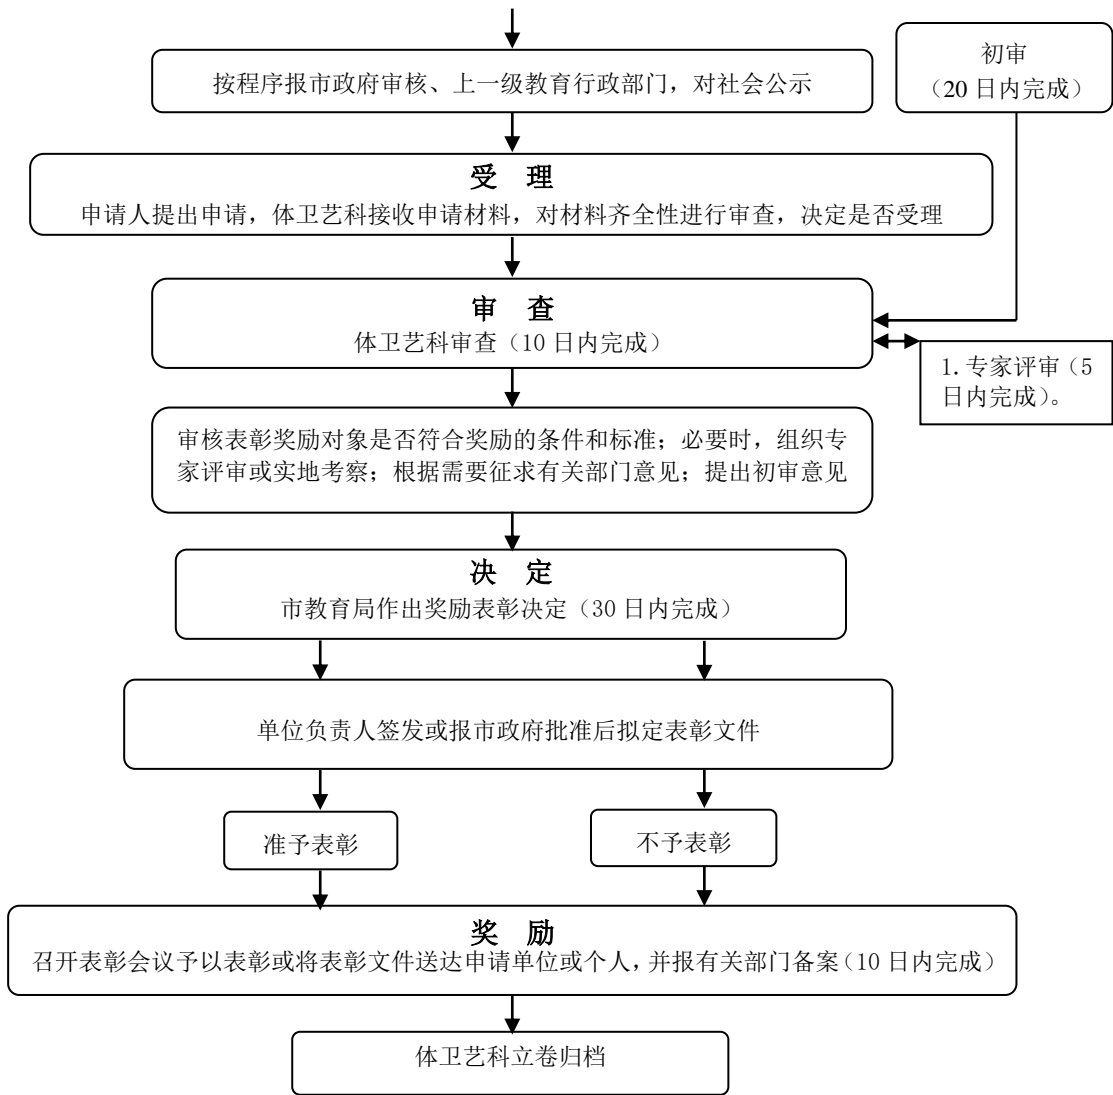 按程序报市政府审核、上一级教育行政部门，对社会公示
初审
（20 日内完成）
受 理
申请人提出申请，体卫艺科接收申请材料，对材料齐全性进行审查，决定是否受理
审 查
体卫艺科审查（10 日内完成）
1.专家评审（5
日内完成）。
审核表彰奖励对象是否符合奖励的条件和标准；必要时，组织专
家评审或实地考察；根据需要征求有关部门意见；提出初审意见
决 定
市教育局作出奖励表彰决定（30 日内完成）
单位负责人签发或报市政府批准后拟定表彰文件
准予表彰
不予表彰
奖 励
召开表彰会议予以表彰或将表彰文件送达申请单位或个人，并报有关部门备案（10 日内完成）
体卫艺科立卷归档